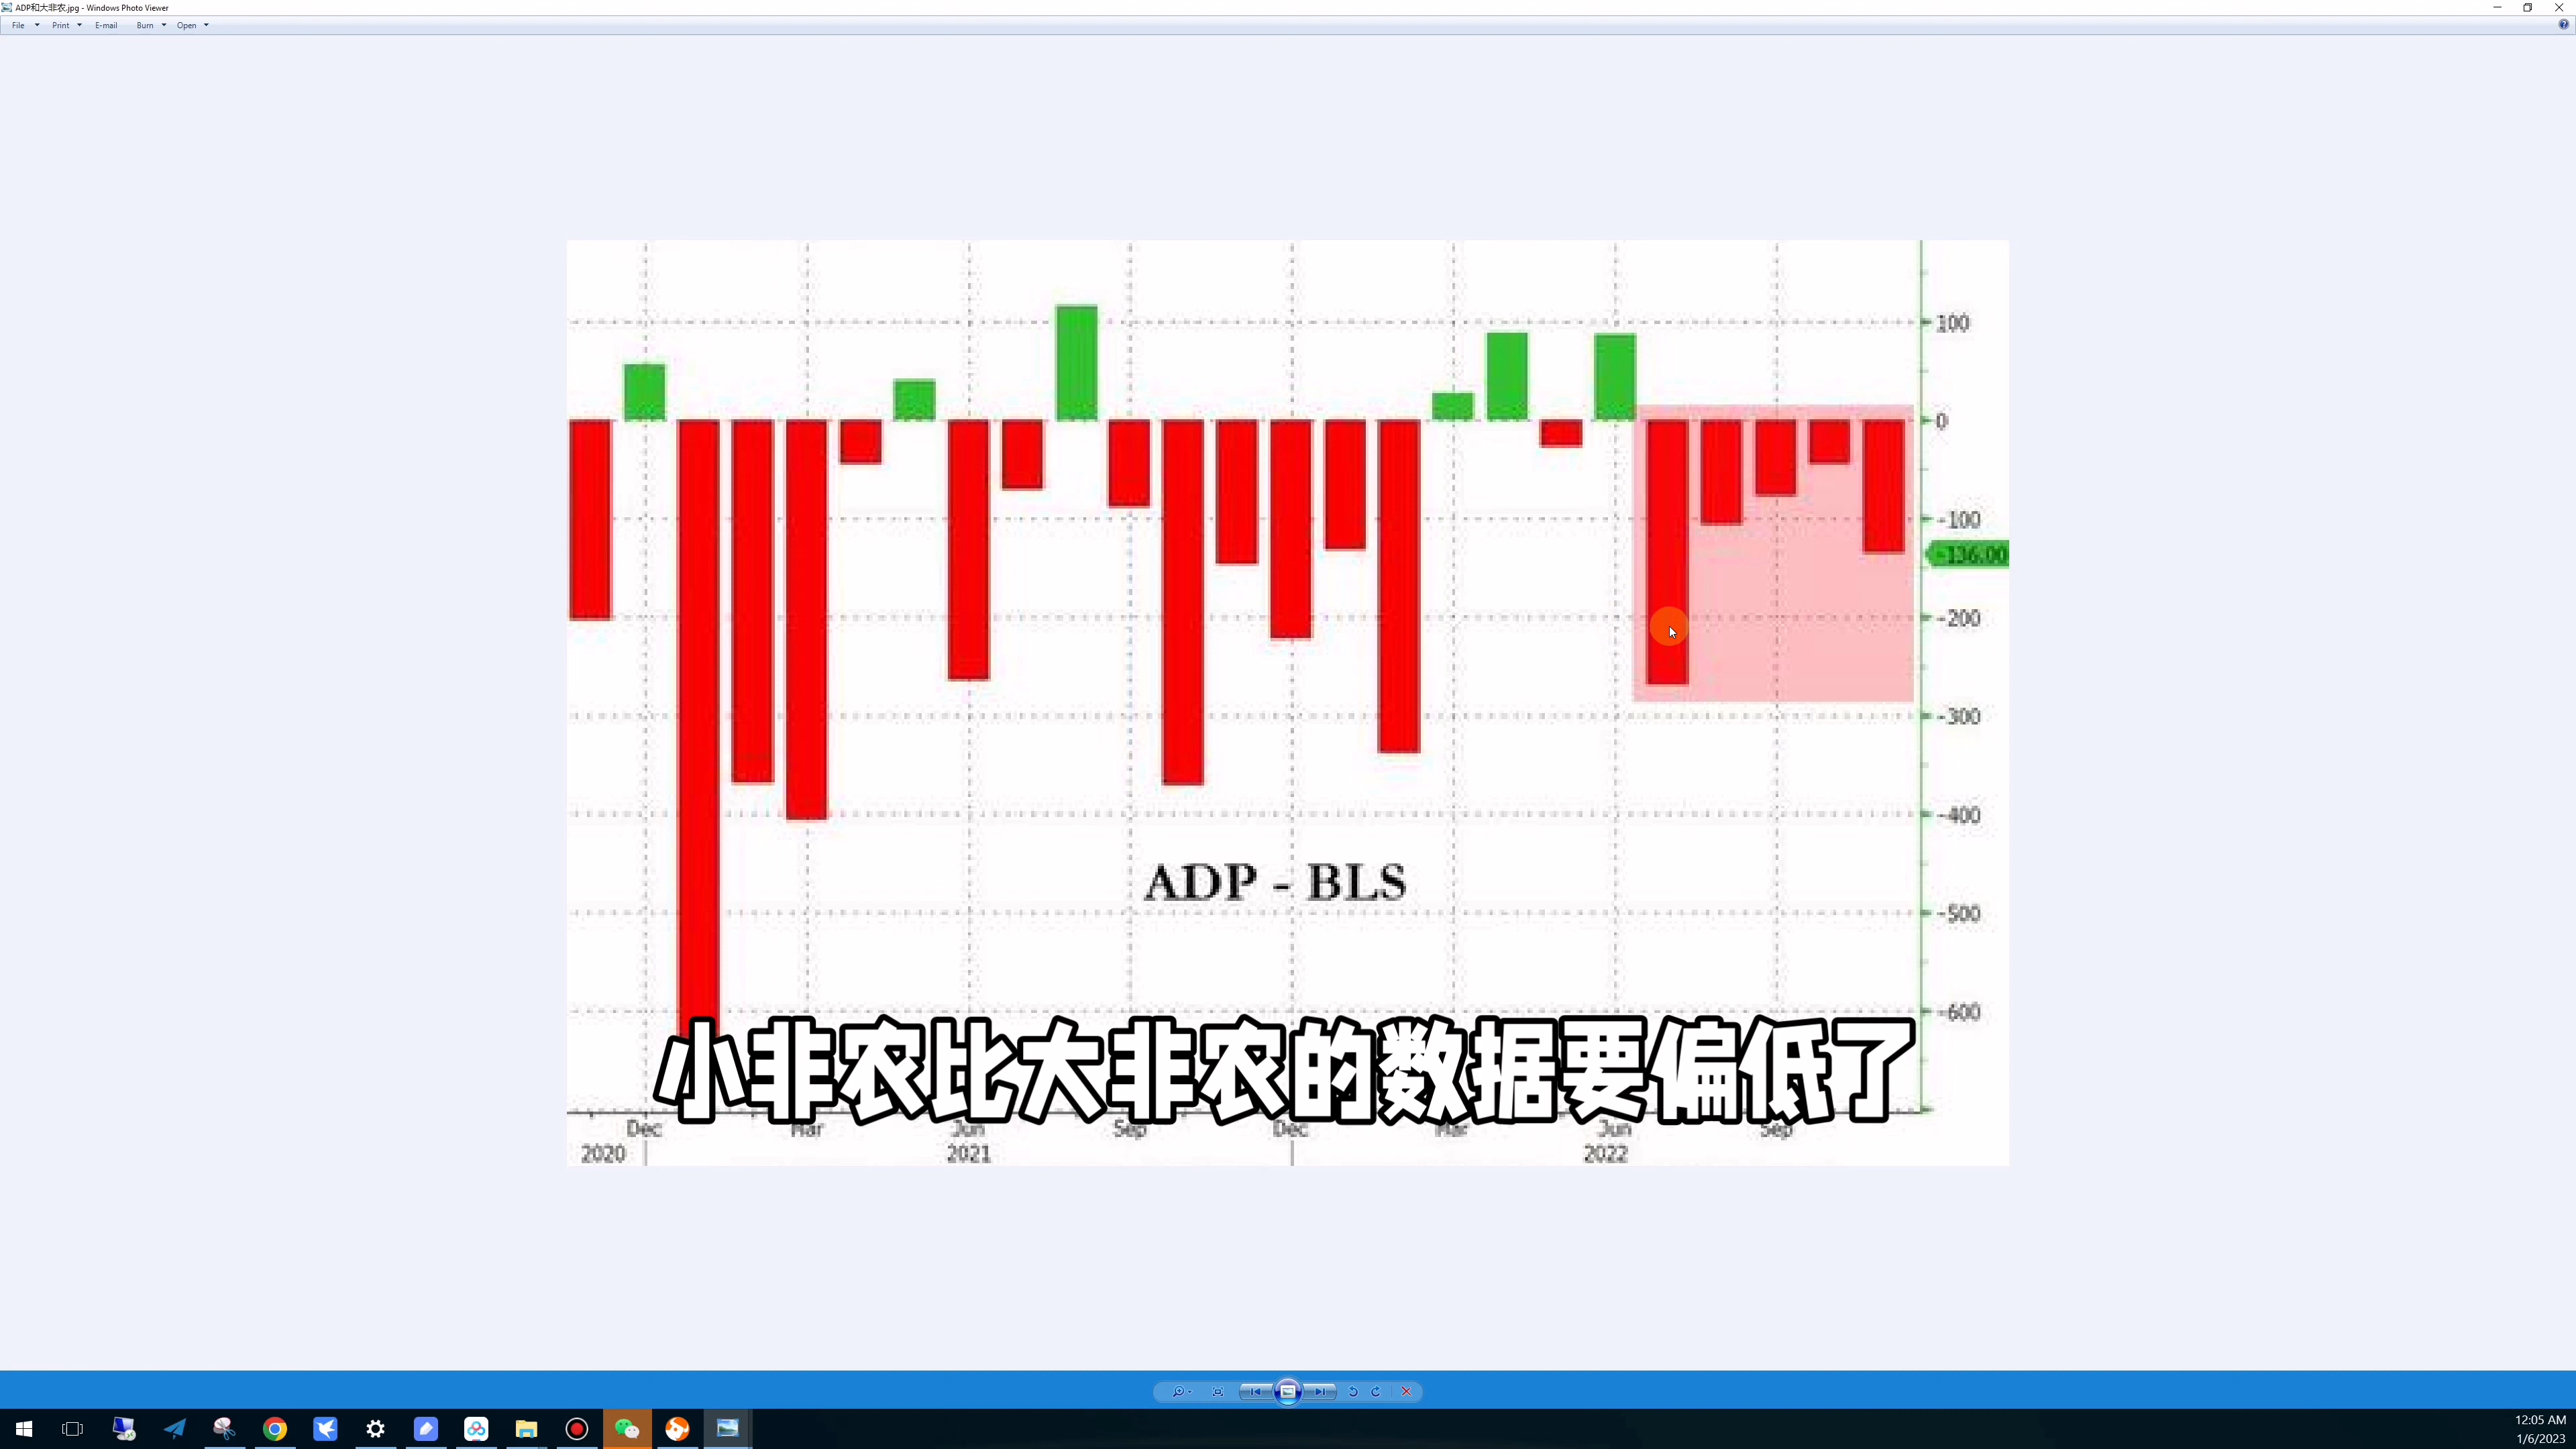 ADP和大非农.jpg - Windows Photo Viewer
File Print E-mail Burn Open
100
0
-100
-136.00
-200
-300
-400
ADP - BLS
-500
-600
小非农比大非农的数据要偏低了
Dec Mar Jun Sep Dec Mar Jun Sep
2020 2021 2022
12:05 AM
1/6/2023